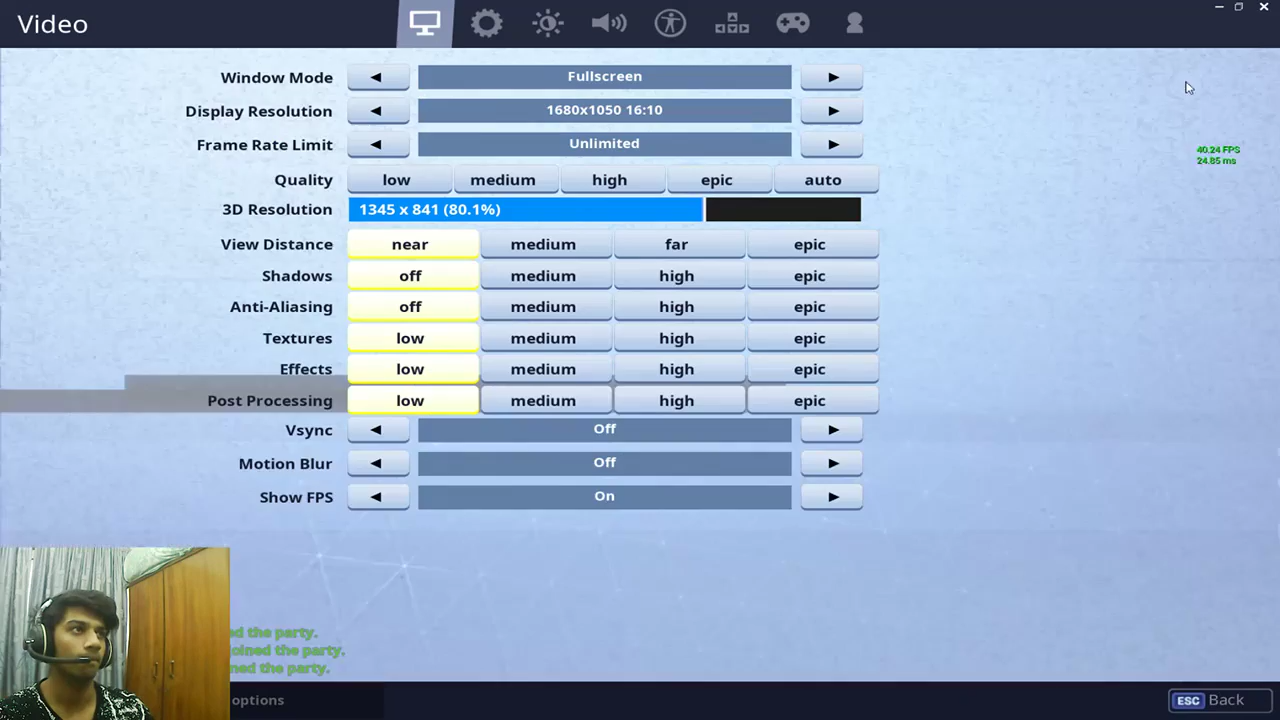 Video
Window Mode ◄ Fullscreen ►
Display Resolution ◄ 1680x1050 16:10 ►
Frame Rate Limit ◄ Unlimited ►
40.24 FPS
24.85 ms
Quality low medium high epic auto
3D Resolution 1345 x 841 (80.1%)
View Distance near medium far epic
Shadows off medium high epic
Anti-Aliasing off medium high epic
Textures low medium high epic
Effects low medium high epic
Post Processing low medium high epic
Vsync ◄ Off ►
Motion Blur ◄ Off ►
Show FPS ◄ On ►
the party.
joined the party.
the party.
options
ESC Back